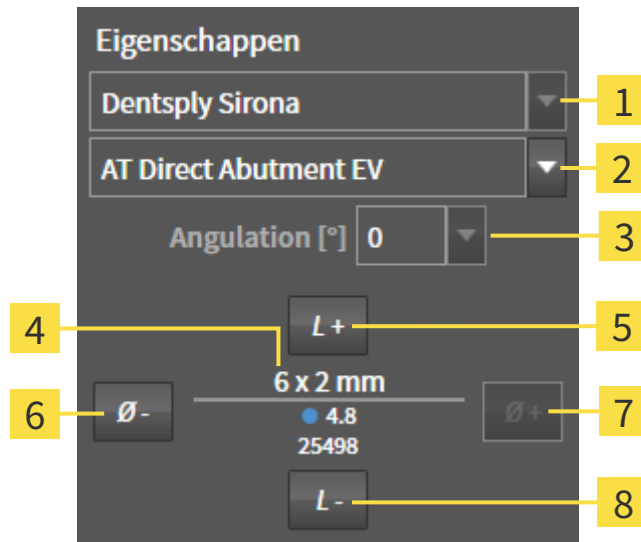 Eigenschappen
Dentsply Sirona
1
AT Direct Abutment EV
2
Angulation [°] 0
3
4
L+
5
6 x 2 mm
6
Ø -
4.8
Ø +
7
25498
L -
8